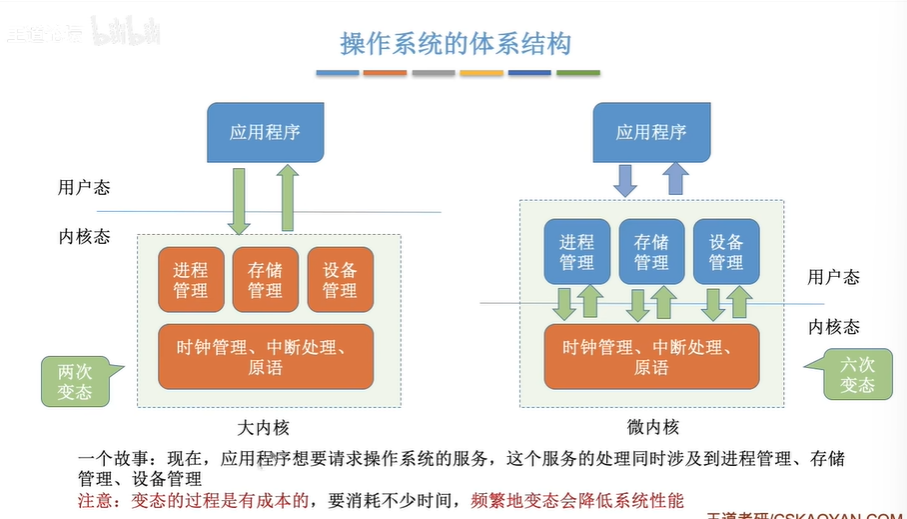 操作系统的体系结构
应用程序
应用程序
用户态
内核态
进程
管理
存储
管理
设备
管理
时钟管理、中断处理、
原语
两次
变态
大内核
进程
管理
存储
管理
设备
管理
用户态
内核态
时钟管理、中断处理、
原语
六次
变态
微内核
一个故事：现在，应用程序想要请求操作系统的服务，这个服务的处理同时涉及到进程管理、存储
管理、设备管理
注意：变态的过程是有成本的，要消耗不少时间，频繁地变态会降低系统性能
王道考研/CSKAOYAN.COM